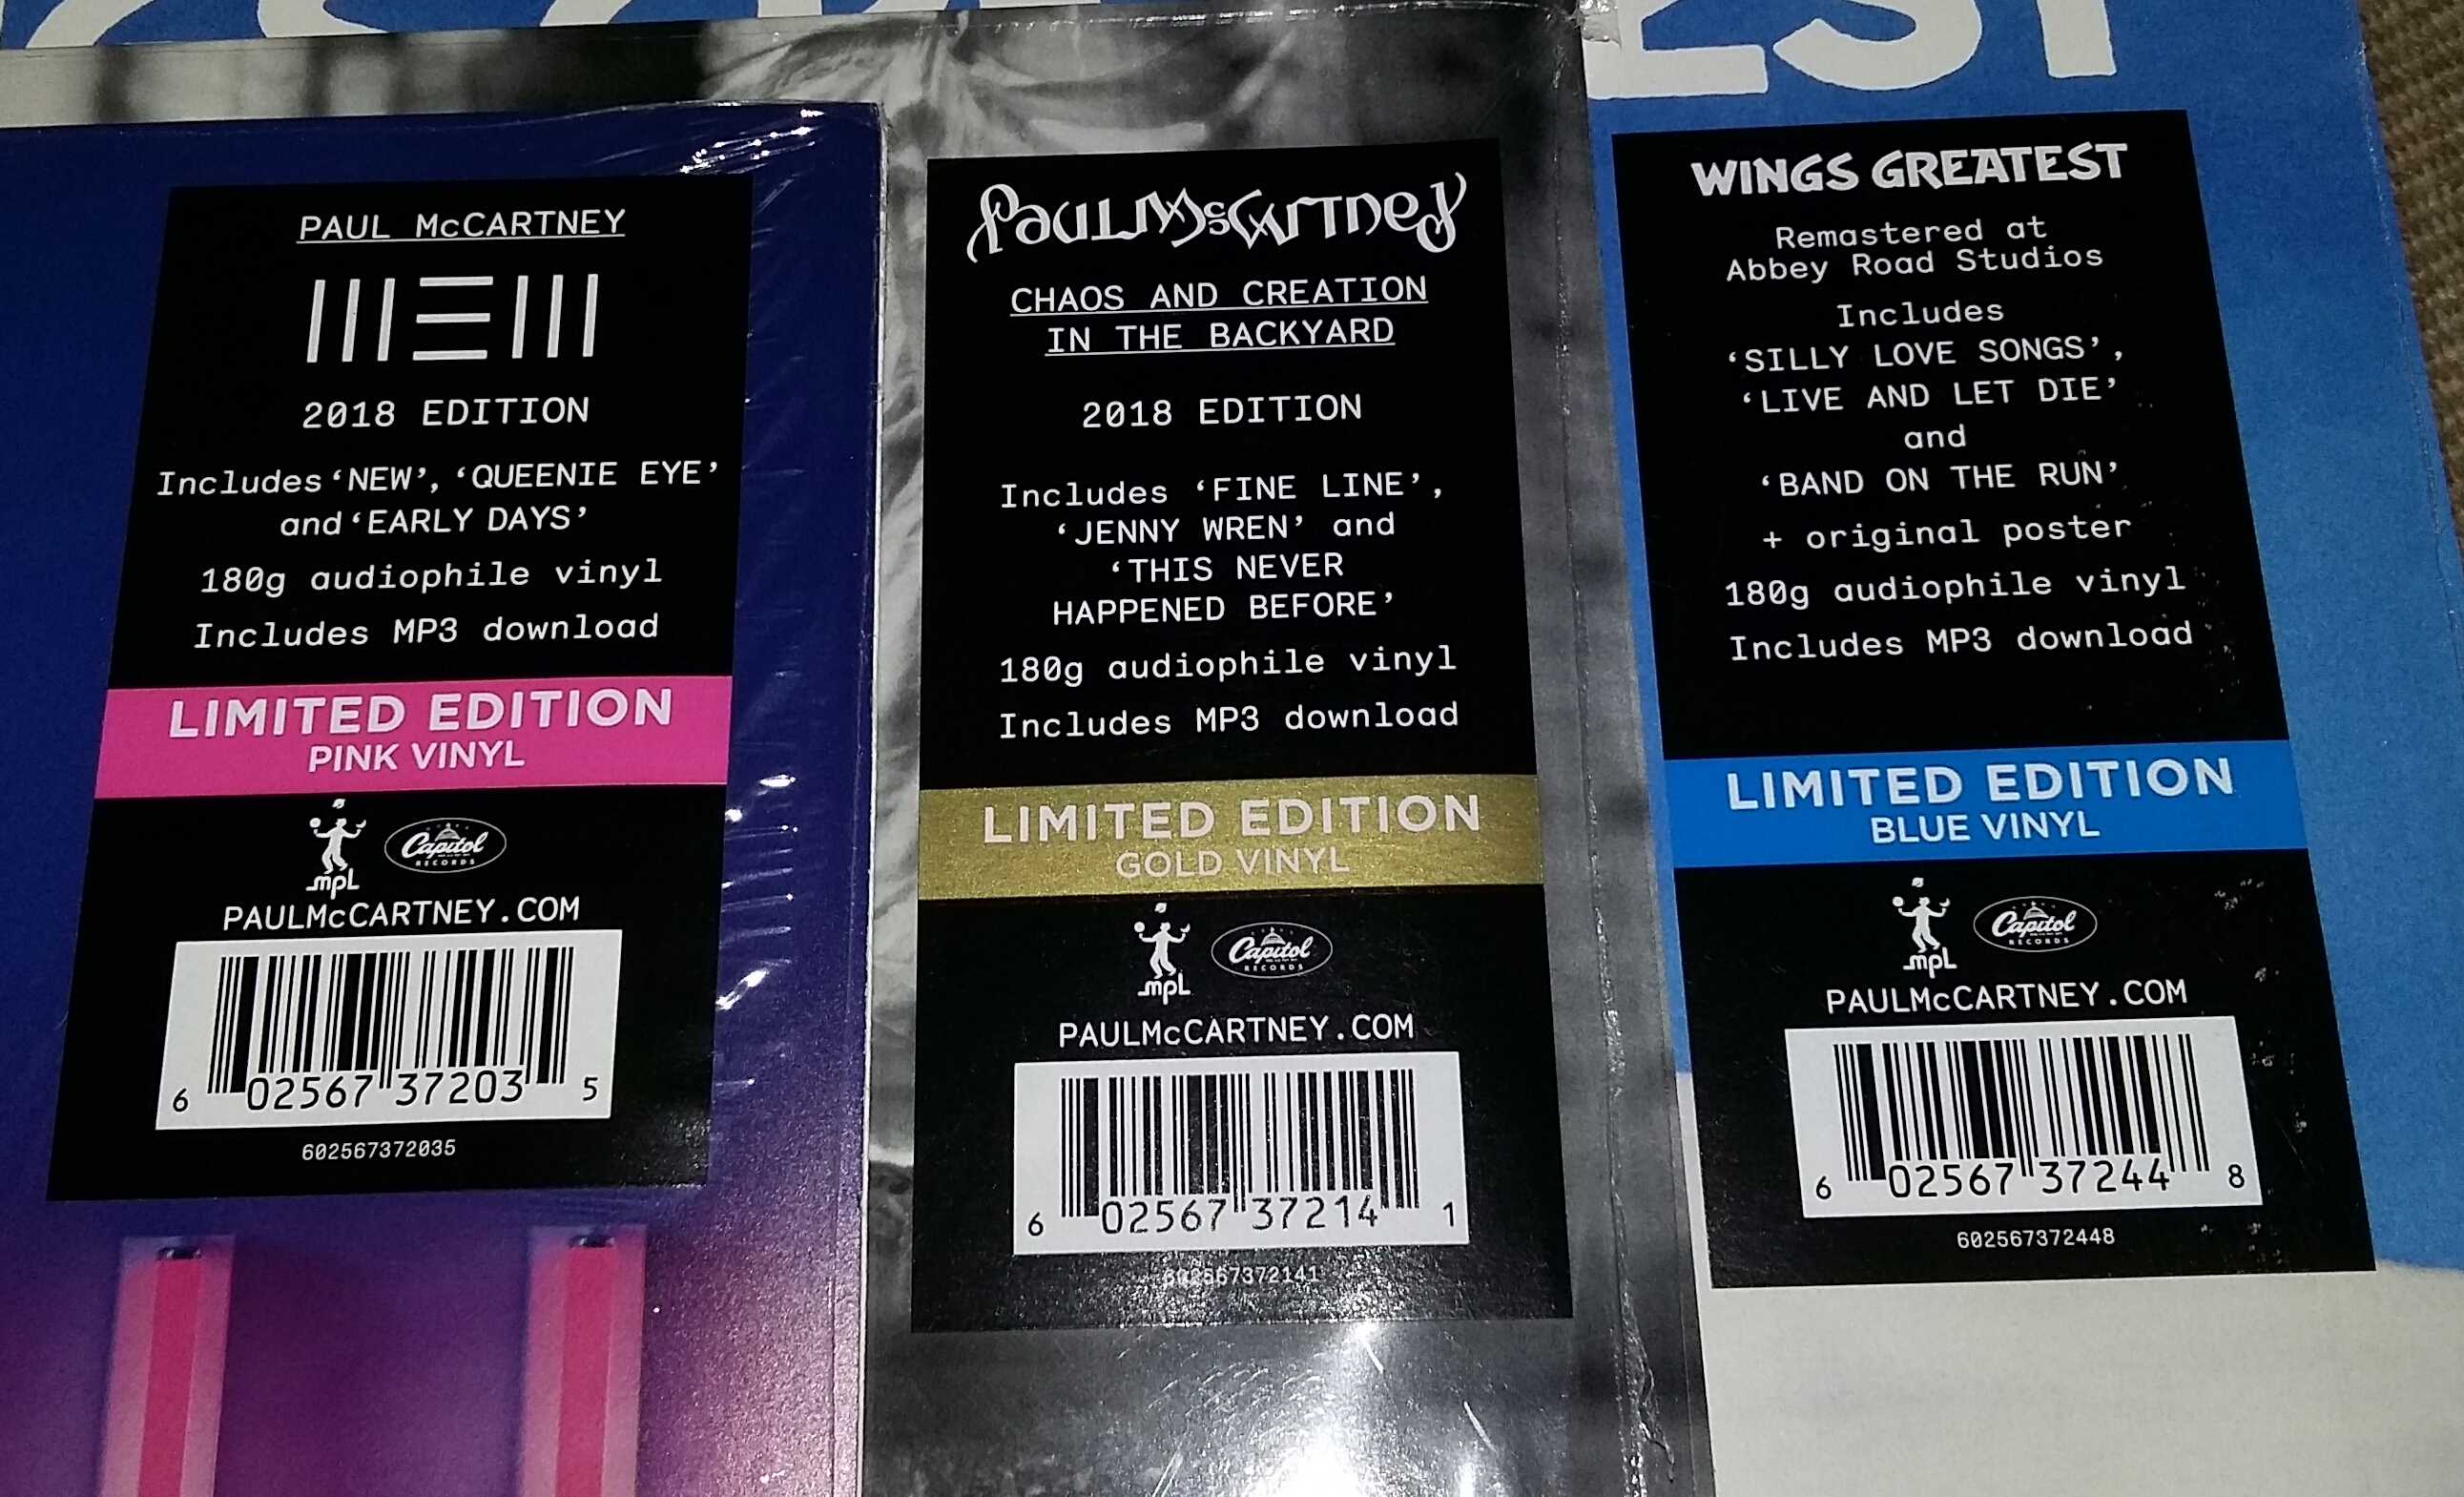 EST
PAUL McCARTNEY
NEW
2018 EDITION
Includes ‘NEW’, ‘QUEENIE EYE’
and ‘EARLY DAYS’
180g audiophile vinyl
Includes MP3 download
LIMITED EDITION
PINK VINYL
mpL
Capitol
RECORDS
PAULMcCARTNEY.COM
6 02567 37203 5
602567372035
PAUL McCARTNEY
CHAOS AND CREATION
IN THE BACKYARD
2018 EDITION
Includes ‘FINE LINE’,
‘JENNY WREN’ and
‘THIS NEVER
HAPPENED BEFORE’
180g audiophile vinyl
Includes MP3 download
LIMITED EDITION
GOLD VINYL
mpL
Capitol
RECORDS
PAULMcCARTNEY.COM
6 02567 37214 1
602567372141
WINGS GREATEST
Remastered at
Abbey Road Studios
Includes
‘SILLY LOVE SONGS’,
‘LIVE AND LET DIE’
and
‘BAND ON THE RUN’
+ original poster
180g audiophile vinyl
Includes MP3 download
LIMITED EDITION
BLUE VINYL
mpL
Capitol
RECORDS
PAULMcCARTNEY.COM
6 02567 37244 8
602567372448